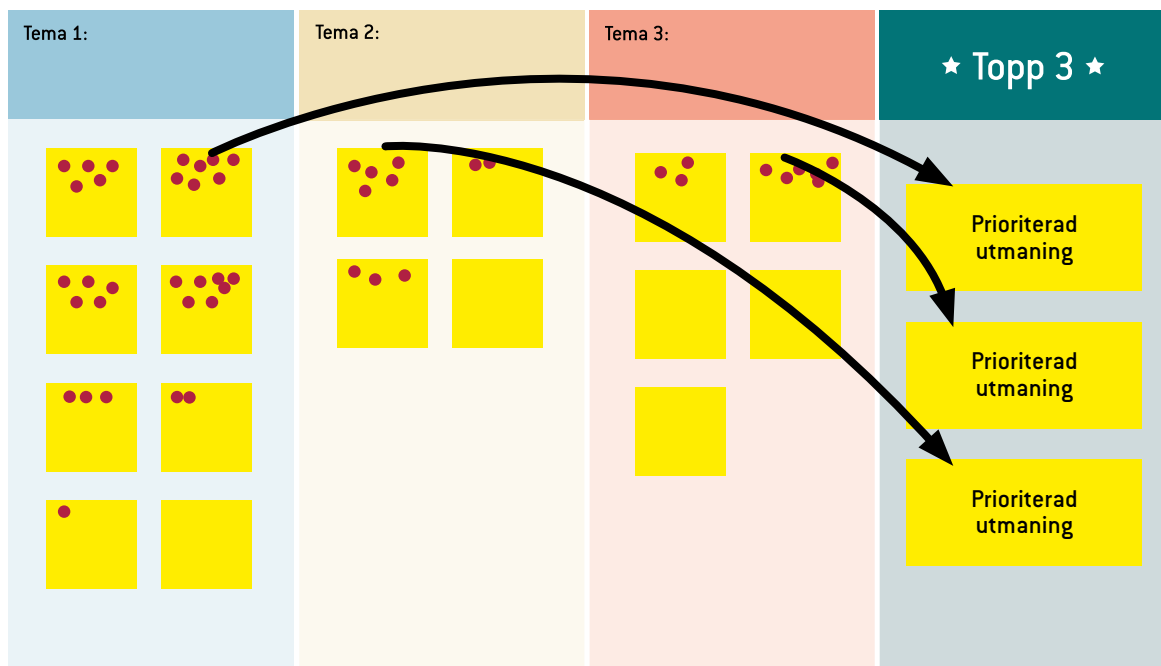 Tema 1:
Tema 2:
Tema 3:
Topp 3
Prioriterad
utmaning
Prioriterad
utmaning
Prioriterad
utmaning